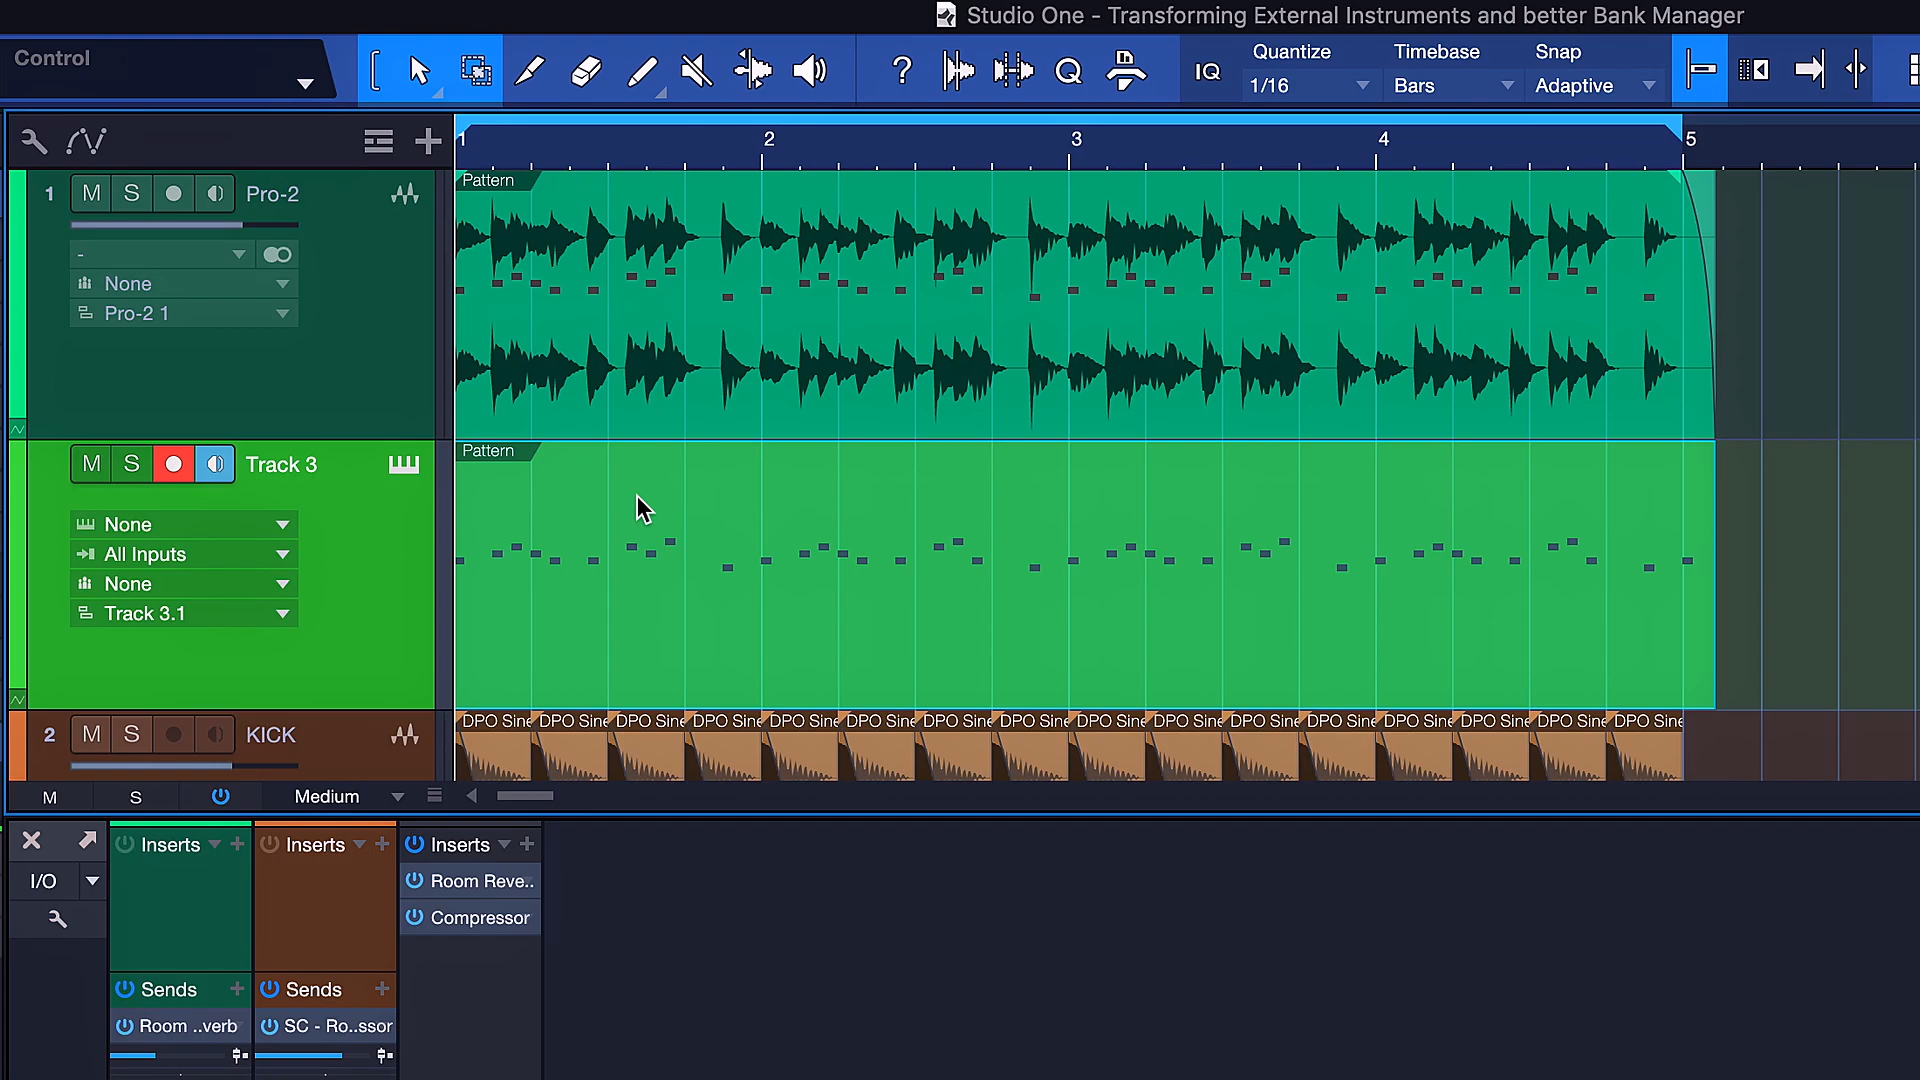 Studio One - Transforming External Instruments and better Bank Manager
Control
Quantize
Timebase
Snap
IQ
1/16
Bars
Adaptive
1
2
3
4
5
1
M
S
Pro-2
-
None
Pro-2 1
Pattern
M
S
Track 3
None
All Inputs
None
Track 3.1
Pattern
2
M
S
KICK
DPO Sine DPO Sine DPO Sine DPO Sine DPO Sine DPO Sine DPO Sine DPO Sine DPO Sine DPO Sine DPO Sine DPO Sine DPO Sine DPO Sine DPO Sine DPO Sine
M
S
Medium
I/O
Inserts
Inserts
Inserts
Room Reve..
Compressor
Sends
Sends
Room ..verb
SC - Ro..ssor